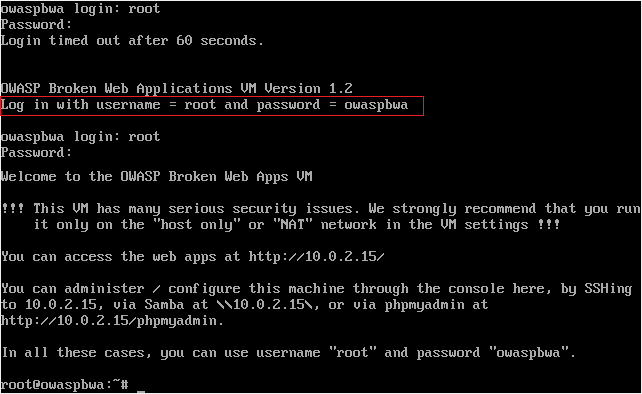 owaspbwa login: root
Password:
Login timed out after 60 seconds.
OWASP Broken Web Applications VM Version 1.2
Log in with username = root and password = owaspbwa
owaspbwa login: root
Password:
Welcome to the OWASP Broken Web Apps VM
!!! This VM has many serious security issues. We strongly recommend that you run
it only on the "host only" or "NAT" network in the VM settings !!!
You can access the web apps at http://10.0.2.15/
You can administer / configure this machine through the console here, by SSHing
to 10.0.2.15, via Samba at \\10.0.2.15\, or via phpmyadmin at
http://10.0.2.15/phpmyadmin.
In all these cases, you can use username "root" and password "owaspbwa".
root@owaspbwa:~# _